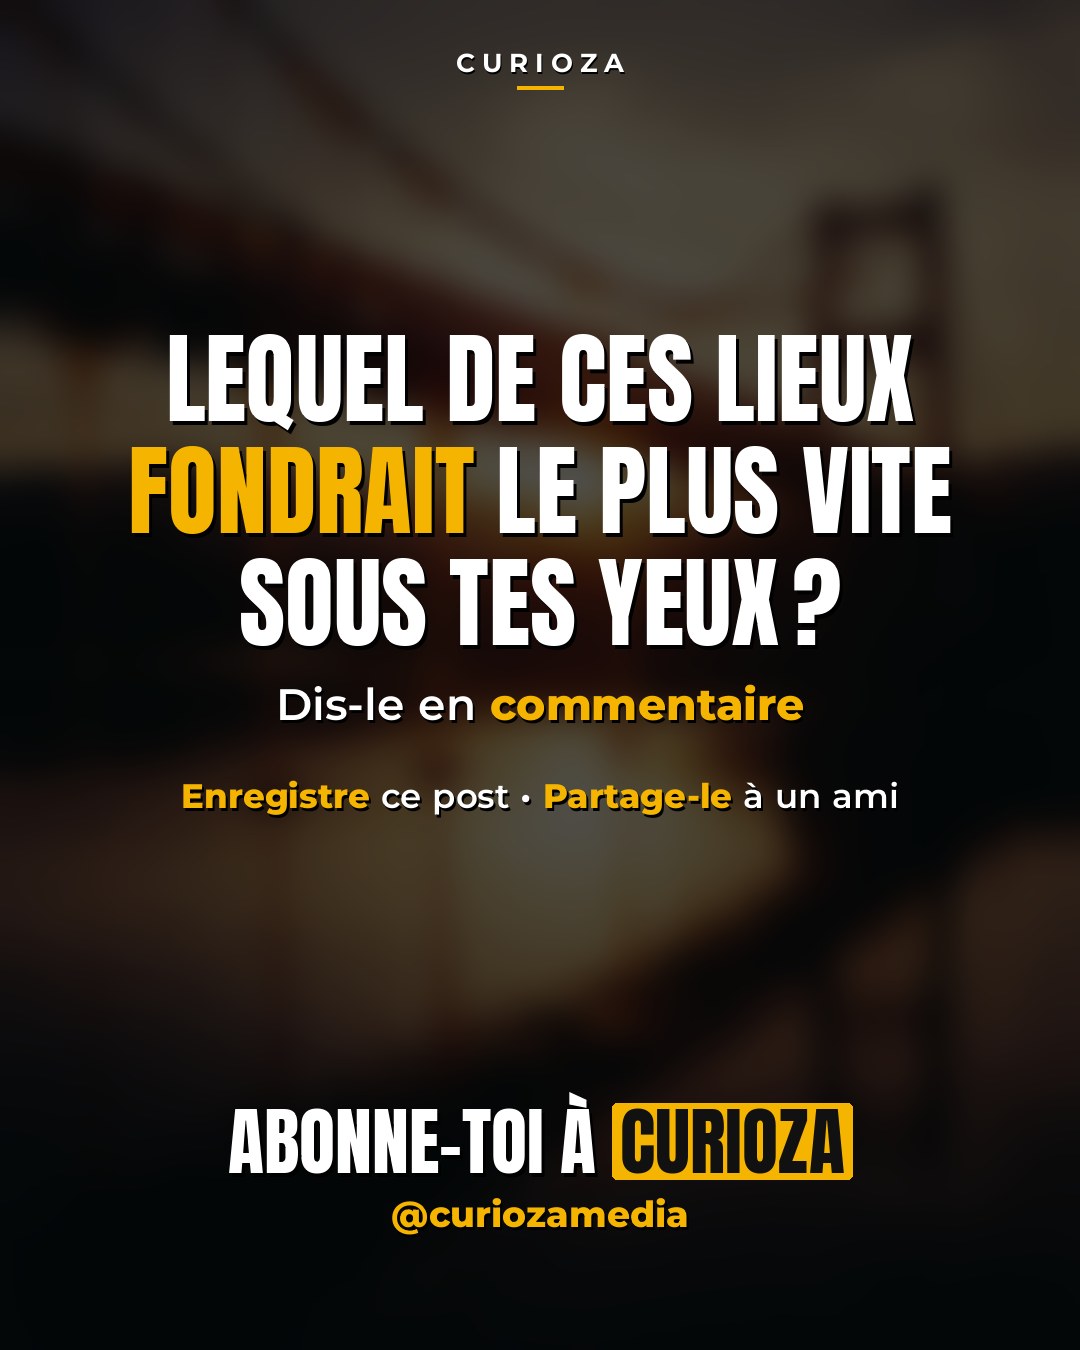 CURIOZA
LEQUEL DE CES LIEUX
FONDRAIT LE PLUS VITE
SOUS TES YEUX ?
Dis-le en commentaire
Enregistre ce post • Partage-le à un ami
ABONNE-TOI À CURIOZA
@curiozamedia